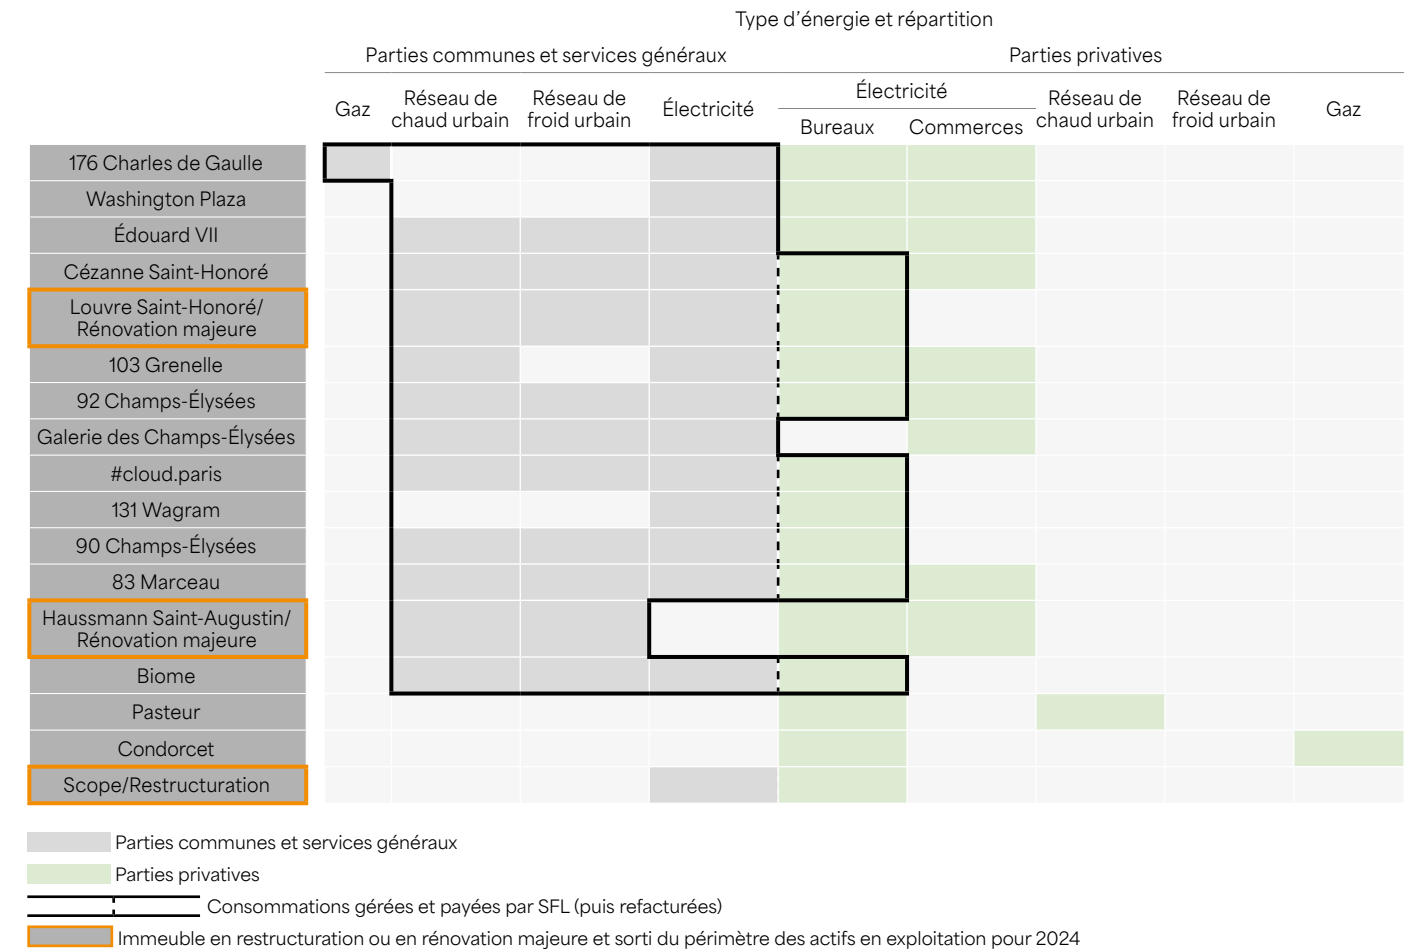 Type d’énergie et répartition
Parties communes et services généraux
Parties privatives
Gaz
Réseau de
chaud urbain
Réseau de
froid urbain
Électricité
Électricité
Bureaux
Commerces
Réseau de
chaud urbain
Réseau de
froid urbain
Gaz
176 Charles de Gaulle
Washington Plaza
Édouard VII
Cézanne Saint-Honoré
Louvre Saint-Honoré/
Rénovation majeure
103 Grenelle
92 Champs-Élysées
Galerie des Champs-Élysées
#cloud.paris
131 Wagram
90 Champs-Élysées
83 Marceau
Haussmann Saint-Augustin/
Rénovation majeure
Biome
Pasteur
Condorcet
Scope/Restructuration
Parties communes et services généraux
Parties privatives
Consommations gérées et payées par SFL (puis refacturées)
Immeuble en restructuration ou en rénovation majeure et sorti du périmètre des actifs en exploitation pour 2024